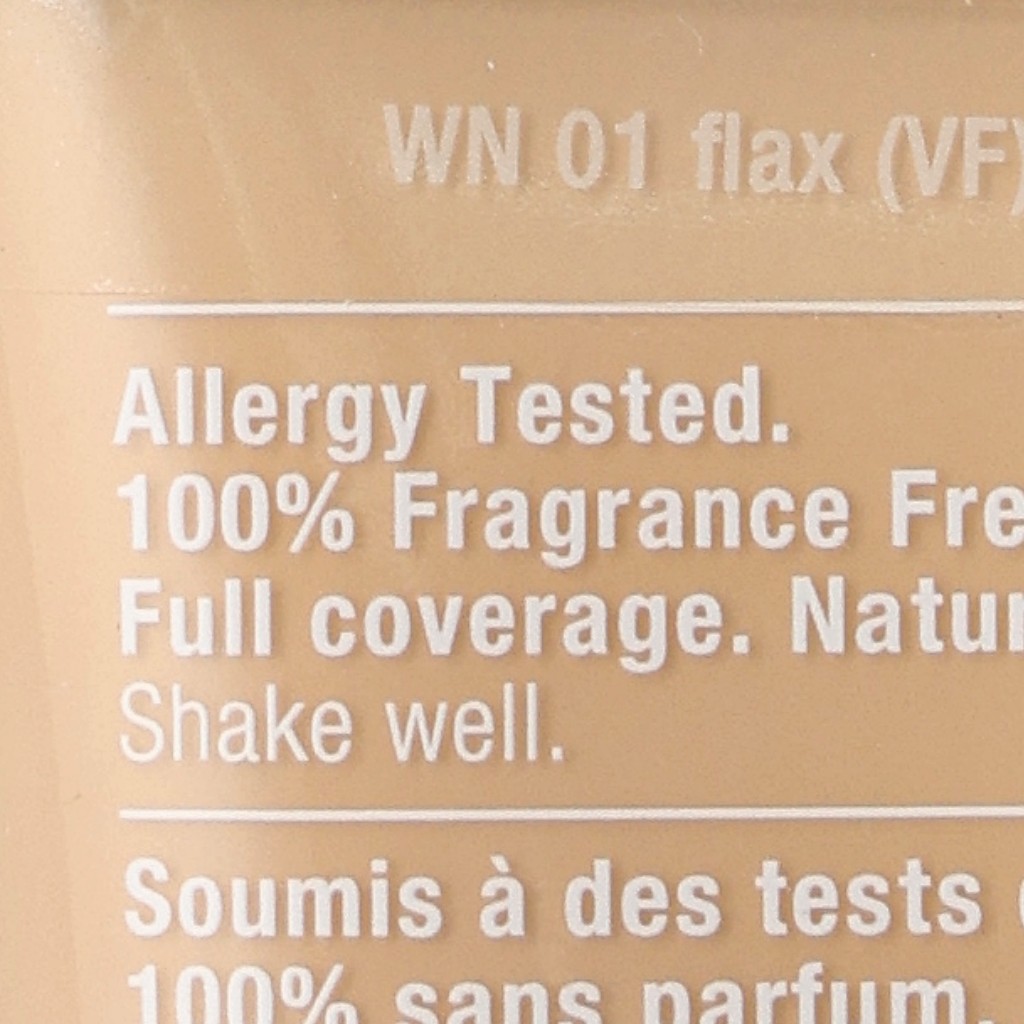 WN 01 flax (VF)
Allergy Tested.
100% Fragrance Fre
Full coverage. Natur
Shake well.
Soumis à des tests
100% sans parfum.